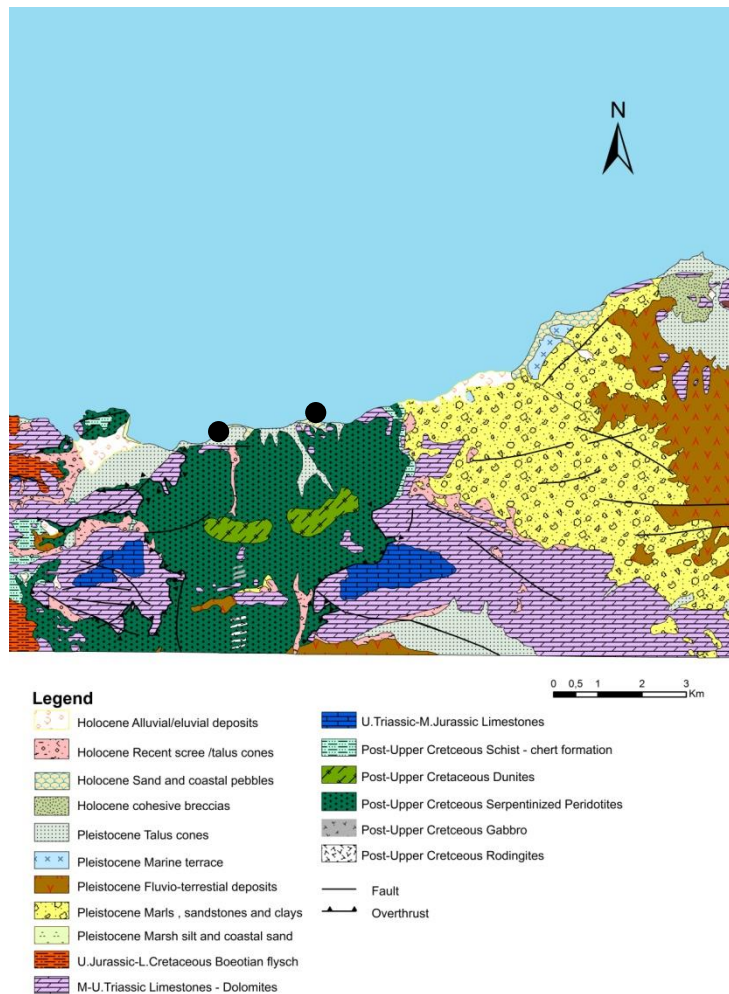 N
0 0,5 1 2 3
Km
Legend
Holocene Alluvial/eluvial deposits
Holocene Recent scree /talus cones
Holocene Sand and coastal pebbles
Holocene cohesive breccias
Pleistocene Talus cones
Pleistocene Marine terrace
Pleistocene Fluvio-terrestial deposits
Pleistocene Marls , sandstones and clays
Pleistocene Marsh silt and coastal sand
U.Jurassic-L.Cretaceous Boeotian flysch
M-U.Triassic Limestones - Dolomites
U.Triassic-M.Jurassic Limestones
Post-Upper Cretceous Schist - chert formation
Post-Upper Cretaceous Dunites
Post-Upper Cretceous Serpentinized Peridotites
Post-Upper Cretceous Gabbro
Post-Upper Cretceous Rodingites
Fault
Overthrust